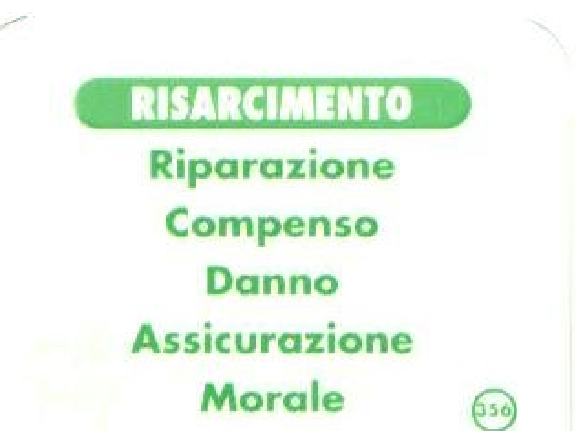 RISARCIMENTO
Riparazione
Compenso
Danno
Assicurazione
Morale
356